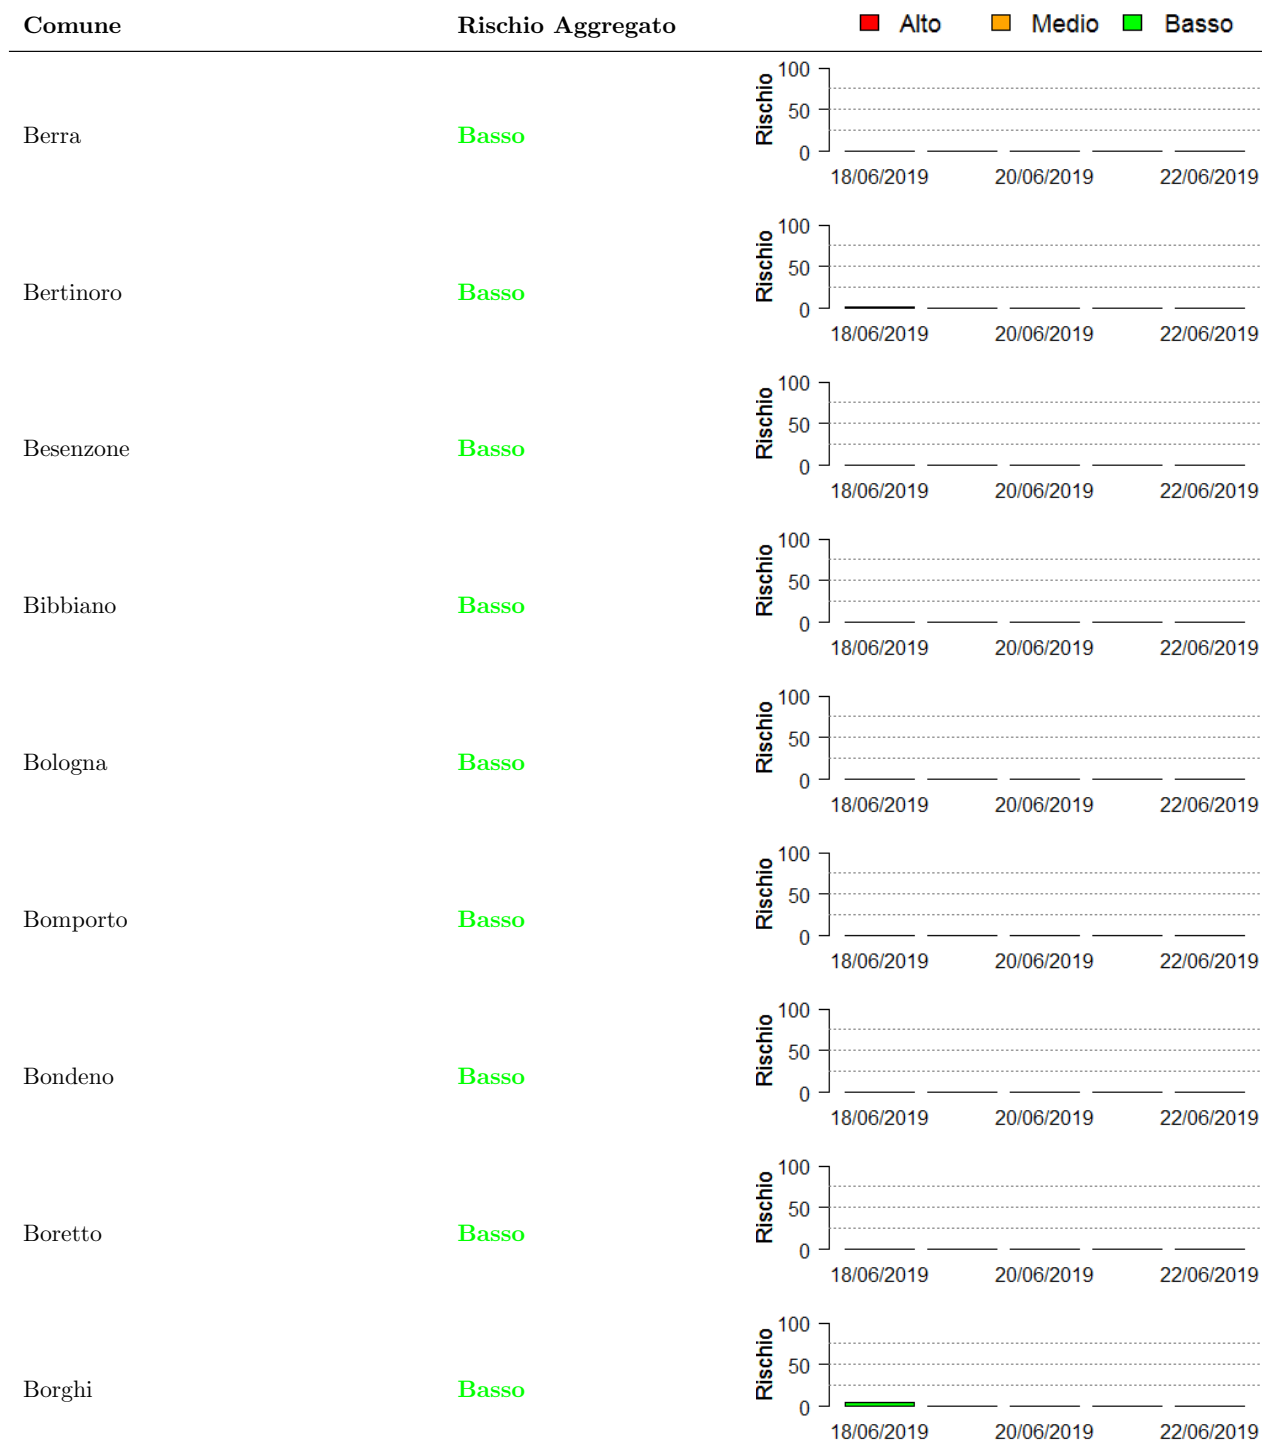 Comune Rischio Aggregato Alto Medio Basso
100
50
0
Rischio
Berra Basso
18/06/2019 20/06/2019 22/06/2019
100
50
0
Rischio
Bertinoro Basso
18/06/2019 20/06/2019 22/06/2019
100
50
0
Rischio
Besenzone Basso
18/06/2019 20/06/2019 22/06/2019
100
50
0
Rischio
Bibbiano Basso
18/06/2019 20/06/2019 22/06/2019
100
50
0
Rischio
Bologna Basso
18/06/2019 20/06/2019 22/06/2019
100
50
0
Rischio
Bomporto Basso
18/06/2019 20/06/2019 22/06/2019
100
50
0
Rischio
Bondeno Basso
18/06/2019 20/06/2019 22/06/2019
100
50
0
Rischio
Boretto Basso
18/06/2019 20/06/2019 22/06/2019
100
50
0
Rischio
Borghi Basso
18/06/2019 20/06/2019 22/06/2019